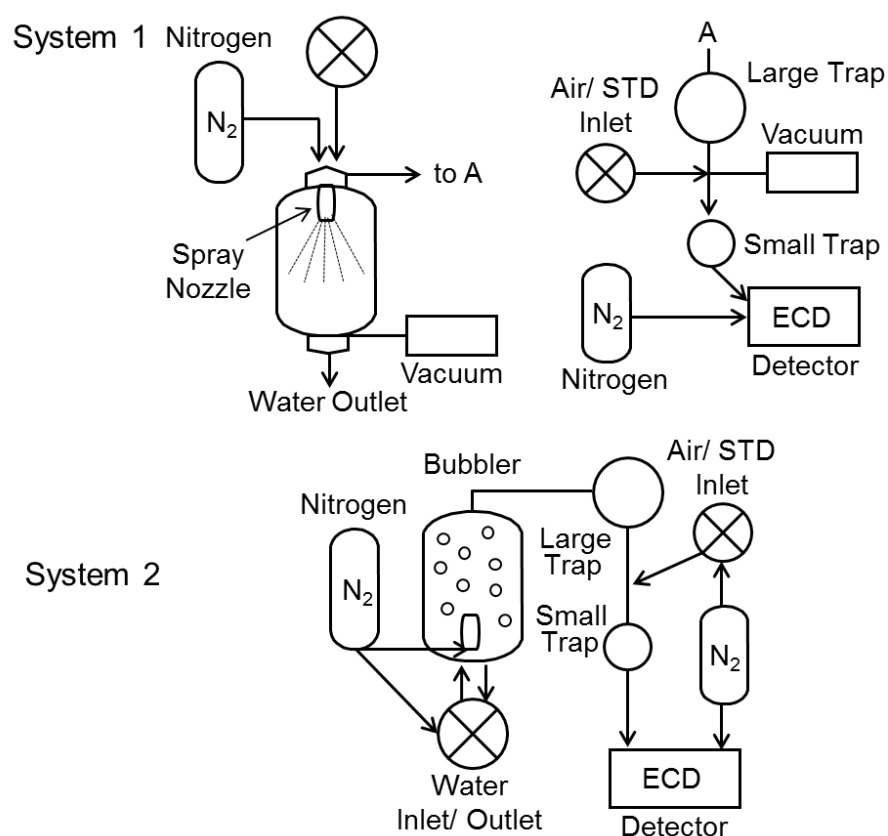 System 1
Nitrogen
N2
to A
Spray
Nozzle
Vacuum
Water Outlet
A
Large Trap
Air/ STD
Inlet
Vacuum
Small Trap
N2
Nitrogen
ECD
Detector
System 2
Bubbler
Nitrogen
N2
Water
Inlet/ Outlet
Large
Trap
Small
Trap
Air/ STD
Inlet
N2
ECD
Detector